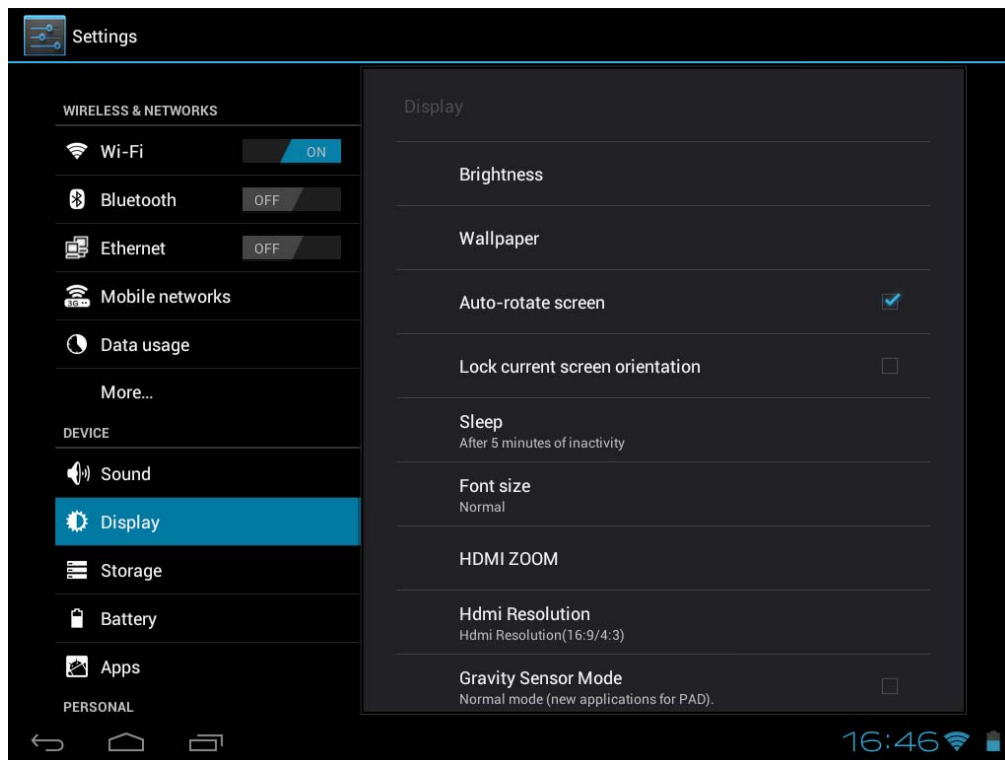 Settings
WIRELESS & NETWORKS
Wi-Fi ON
Bluetooth OFF
Ethernet OFF
3G
Mobile networks
Data usage
More...
DEVICE
Sound
Display
Storage
Battery
Apps
PERSONAL
Display
Brightness
Wallpaper
Auto-rotate screen
Lock current screen orientation
Sleep
After 5 minutes of inactivity
Font size
Normal
HDMI ZOOM
Hdmi Resolution
Hdmi Resolution(16:9/4:3)
Gravity Sensor Mode
Normal mode (new applications for PAD).
16:46